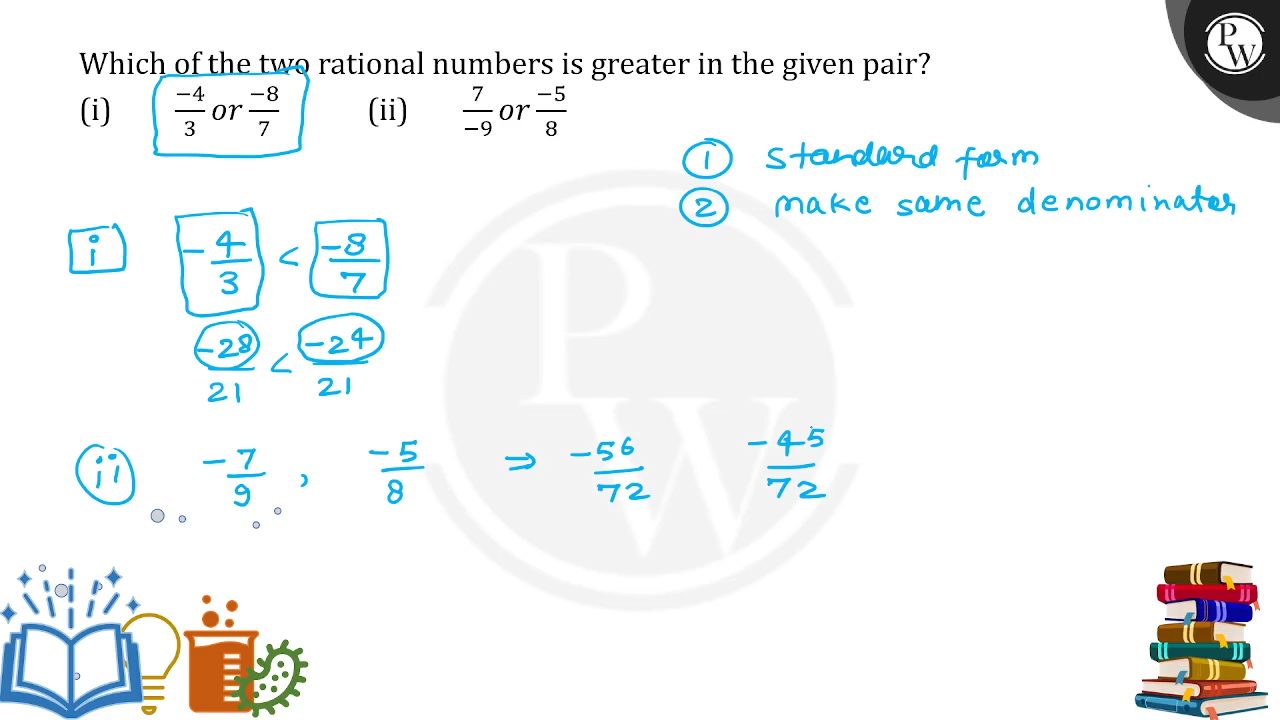 Which of the two rational numbers is greater in the given pair?
(i) −4/3 or −8/7 (ii) 7/−9 or −5/8
① standard form
② make same denominator
i −4/3 < −8/7
−28/21 < −24/21
ii −7/9 , −5/8 ⇒ −56/72 −45/72
PW
PW